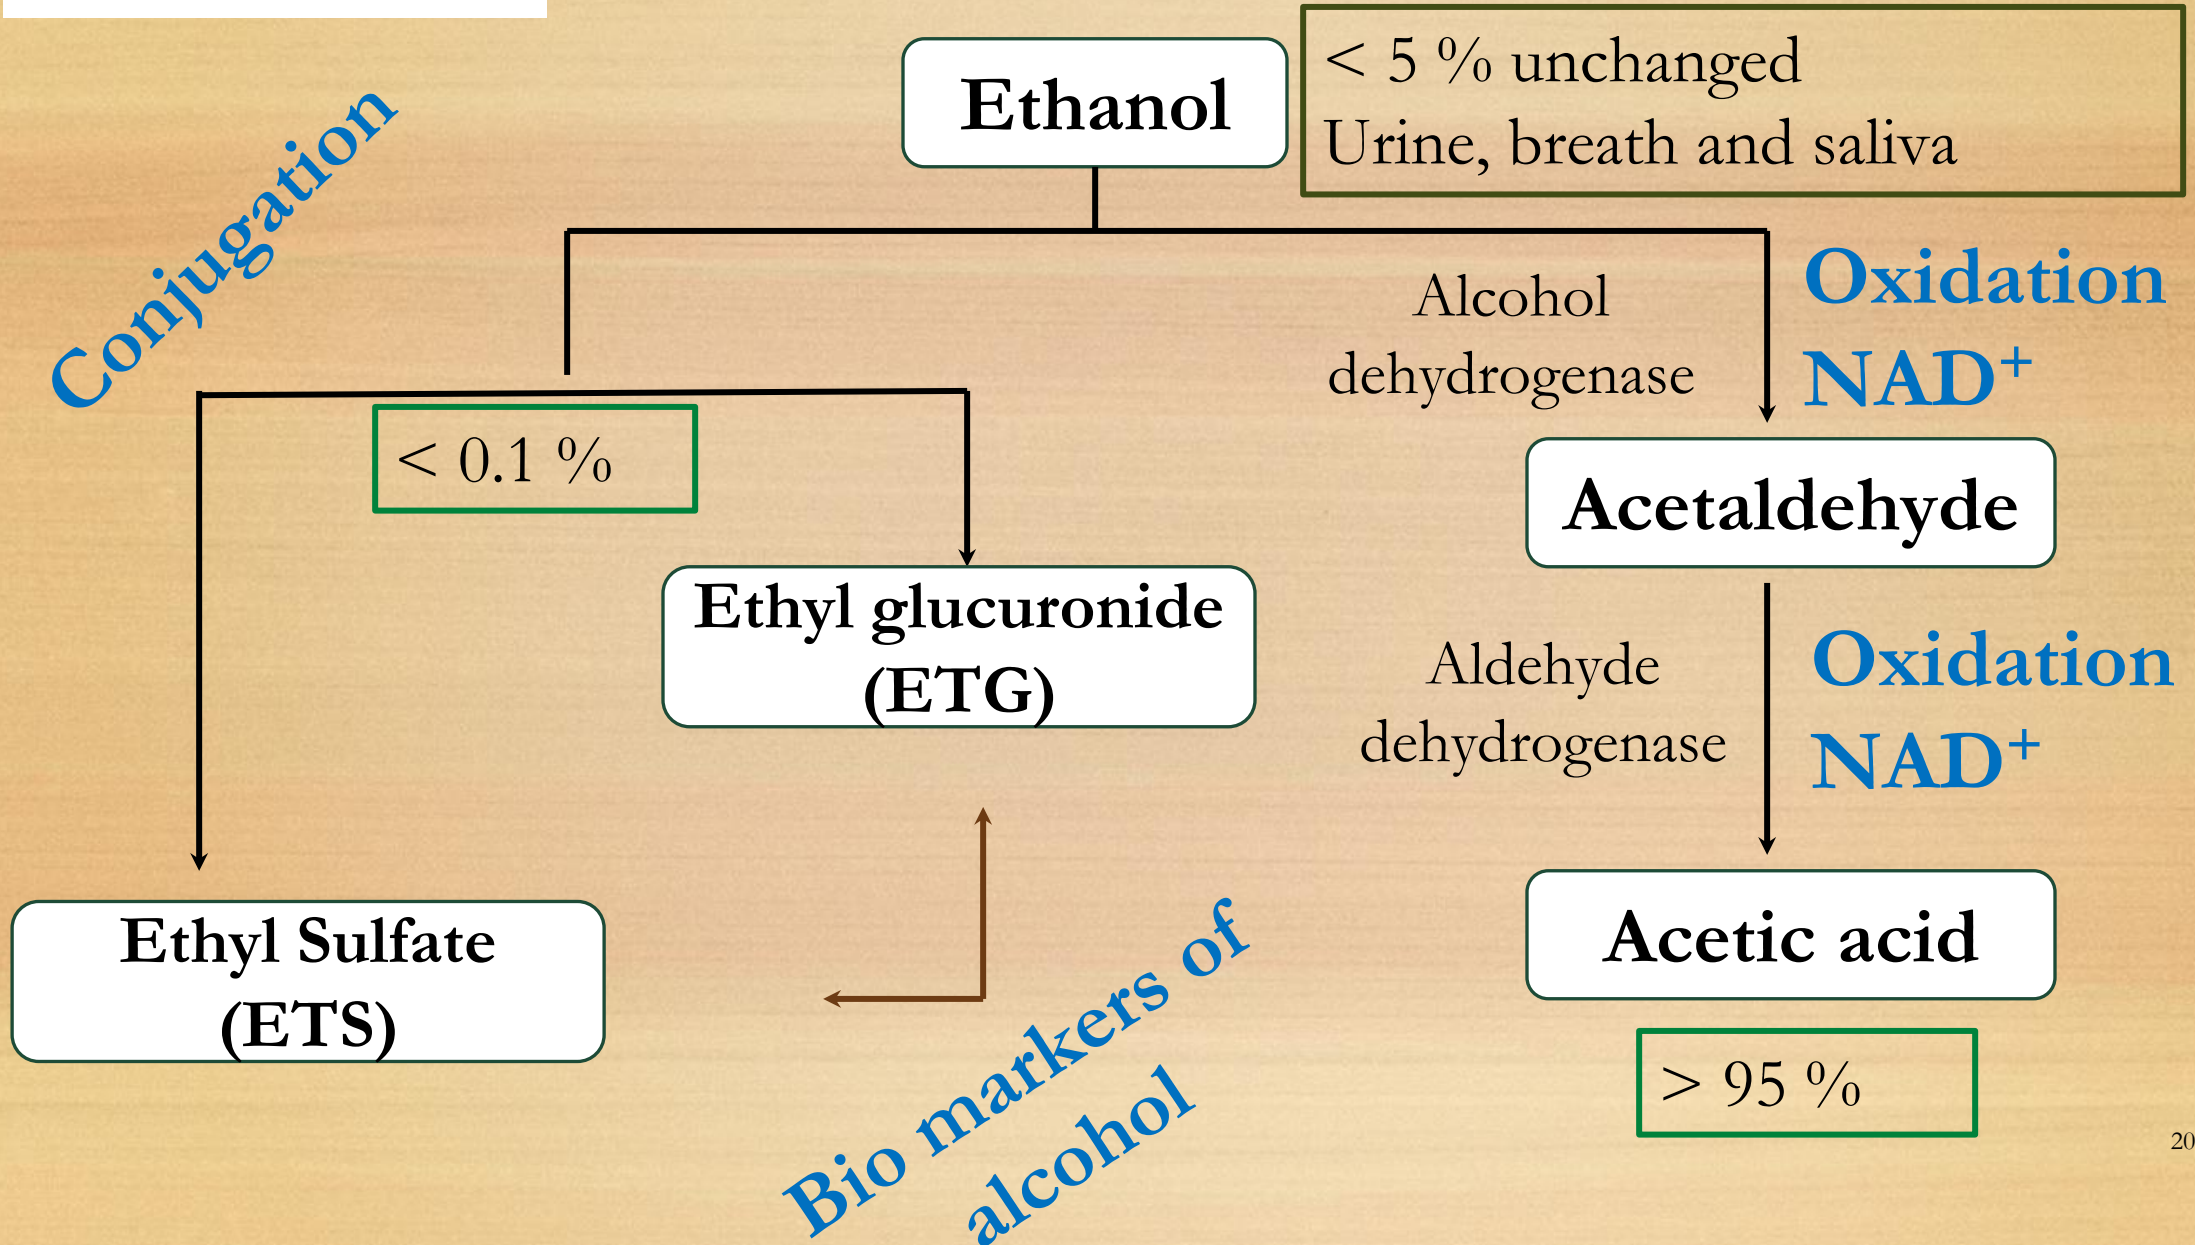 Ethanol
< 5 % unchanged
Urine, breath and saliva
Conjugation
Alcohol
dehydrogenase
Oxidation
NAD⁺
< 0.1 %
Acetaldehyde
Ethyl glucuronide
(ETG)
Aldehyde
dehydrogenase
Oxidation
NAD⁺
Ethyl Sulfate
(ETS)
Bio markers of
alcohol
Acetic acid
> 95 %
20